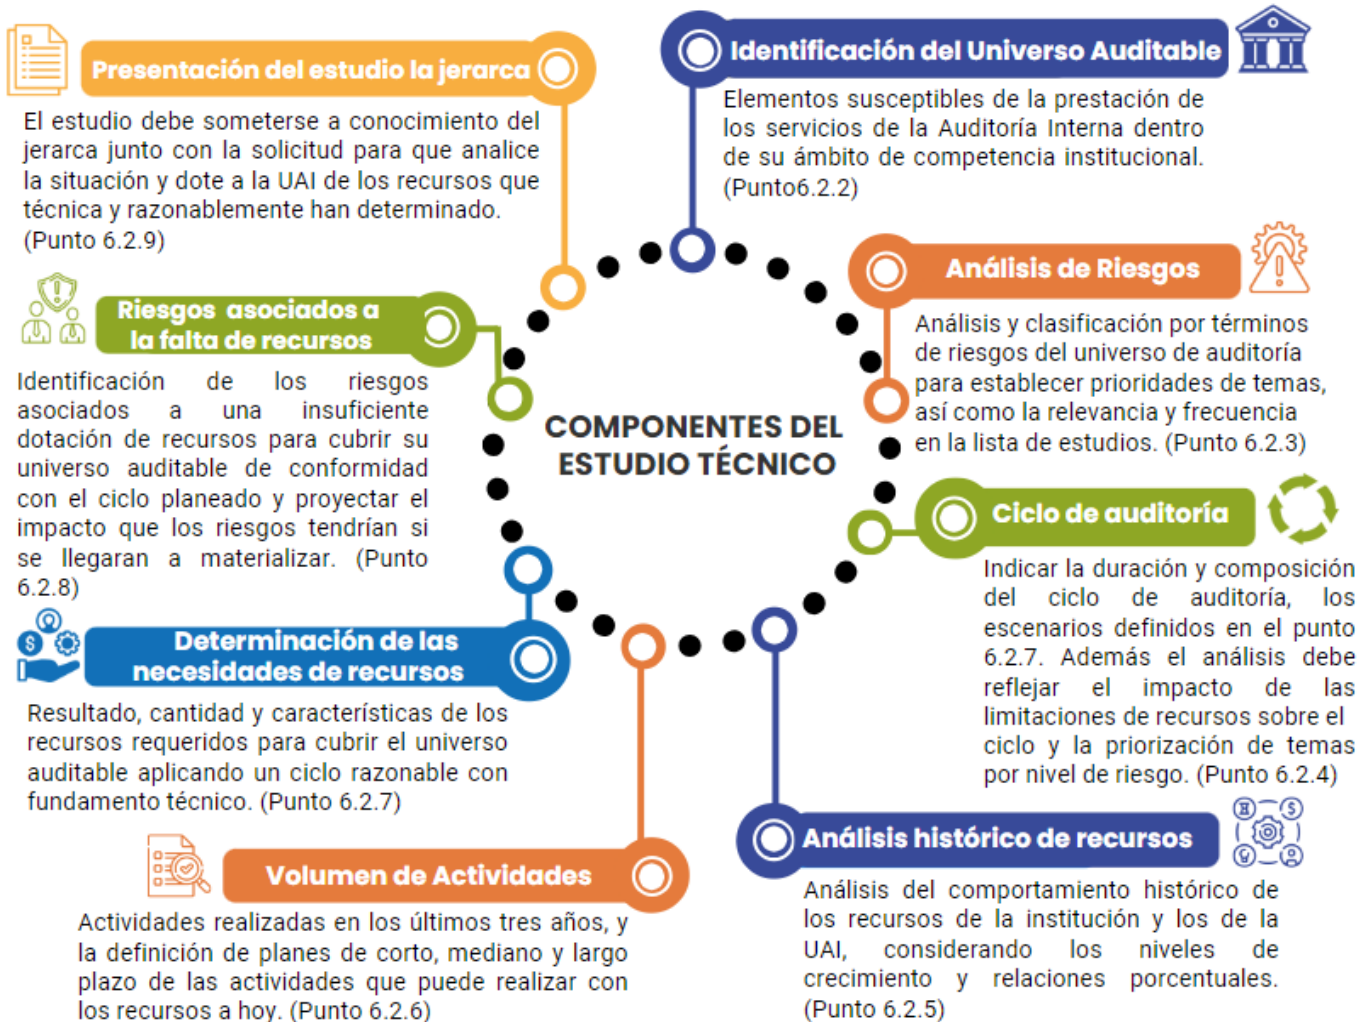 COMPONENTES DEL
ESTUDIO TÉCNICO
Identificación del Universo Auditable
Elementos susceptibles de la prestación de
los servicios de la Auditoría Interna dentro
de su ámbito de competencia institucional.
(Punto6.2.2)
Análisis de Riesgos
Análisis y clasificación por términos
de riesgos del universo de auditoría
para establecer prioridades de temas,
así como la relevancia y frecuencia
en la lista de estudios. (Punto 6.2.3)
Ciclo de auditoría
Indicar la duración y composición
del ciclo de auditoría, los
escenarios definidos en el punto
6.2.7. Además el análisis debe
reflejar el impacto de las
limitaciones de recursos sobre el
ciclo y la priorización de temas
por nivel de riesgo. (Punto 6.2.4)
Análisis histórico de recursos
Análisis del comportamiento histórico de
los recursos de la institución y los de la
UAI, considerando los niveles de
crecimiento y relaciones porcentuales.
(Punto 6.2.5)
Volumen de Actividades
Actividades realizadas en los últimos tres años, y
la definición de planes de corto, mediano y largo
plazo de las actividades que puede realizar con
los recursos a hoy. (Punto 6.2.6)
Determinación de las
necesidades de recursos
Resultado, cantidad y características de los
recursos requeridos para cubrir el universo
auditable aplicando un ciclo razonable con
fundamento técnico. (Punto 6.2.7)
Riesgos asociados a
la falta de recursos
Identificación de los riesgos
asociados a una insuficiente
dotación de recursos para cubrir su
universo auditable de conformidad
con el ciclo planeado y proyectar el
impacto que los riesgos tendrían si
se llegaran a materializar. (Punto
6.2.8)
Presentación del estudio la jerarca
El estudio debe someterse a conocimiento del
jerarca junto con la solicitud para que analice
la situación y dote a la UAI de los recursos que
técnica y razonablemente han determinado.
(Punto 6.2.9)